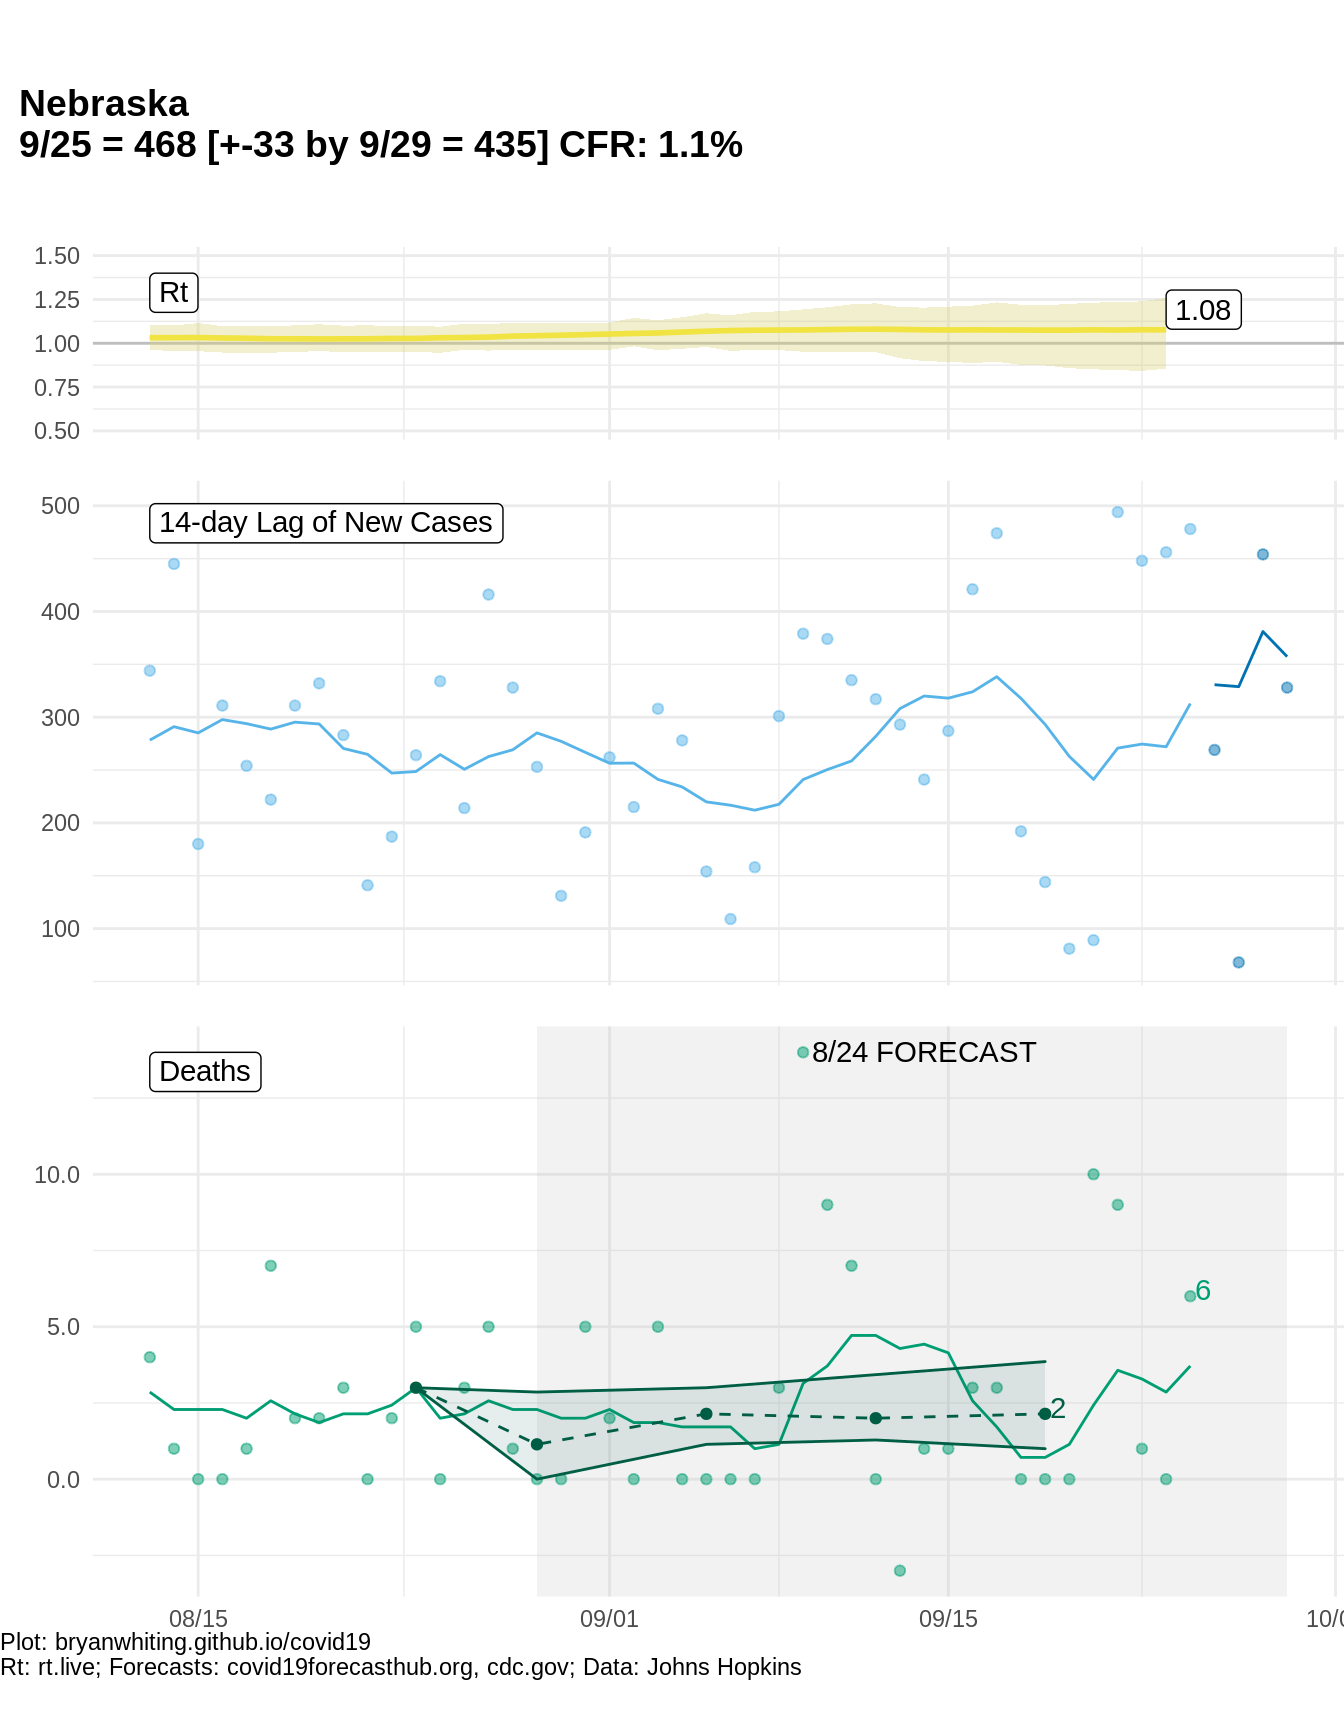 Nebraska
9/25 = 468 [+-33 by 9/29 = 435] CFR: 1.1%
1.50
1.25
1.00
0.75
0.50
Rt
1.08
500
400
300
200
100
14-day Lag of New Cases
Deaths
8/24 FORECAST
10.0
5.0
0.0
6
2
08/15
09/01
09/15
10/0
Plot: bryanwhiting.github.io/covid19
Rt: rt.live; Forecasts: covid19forecasthub.org, cdc.gov; Data: Johns Hopkins